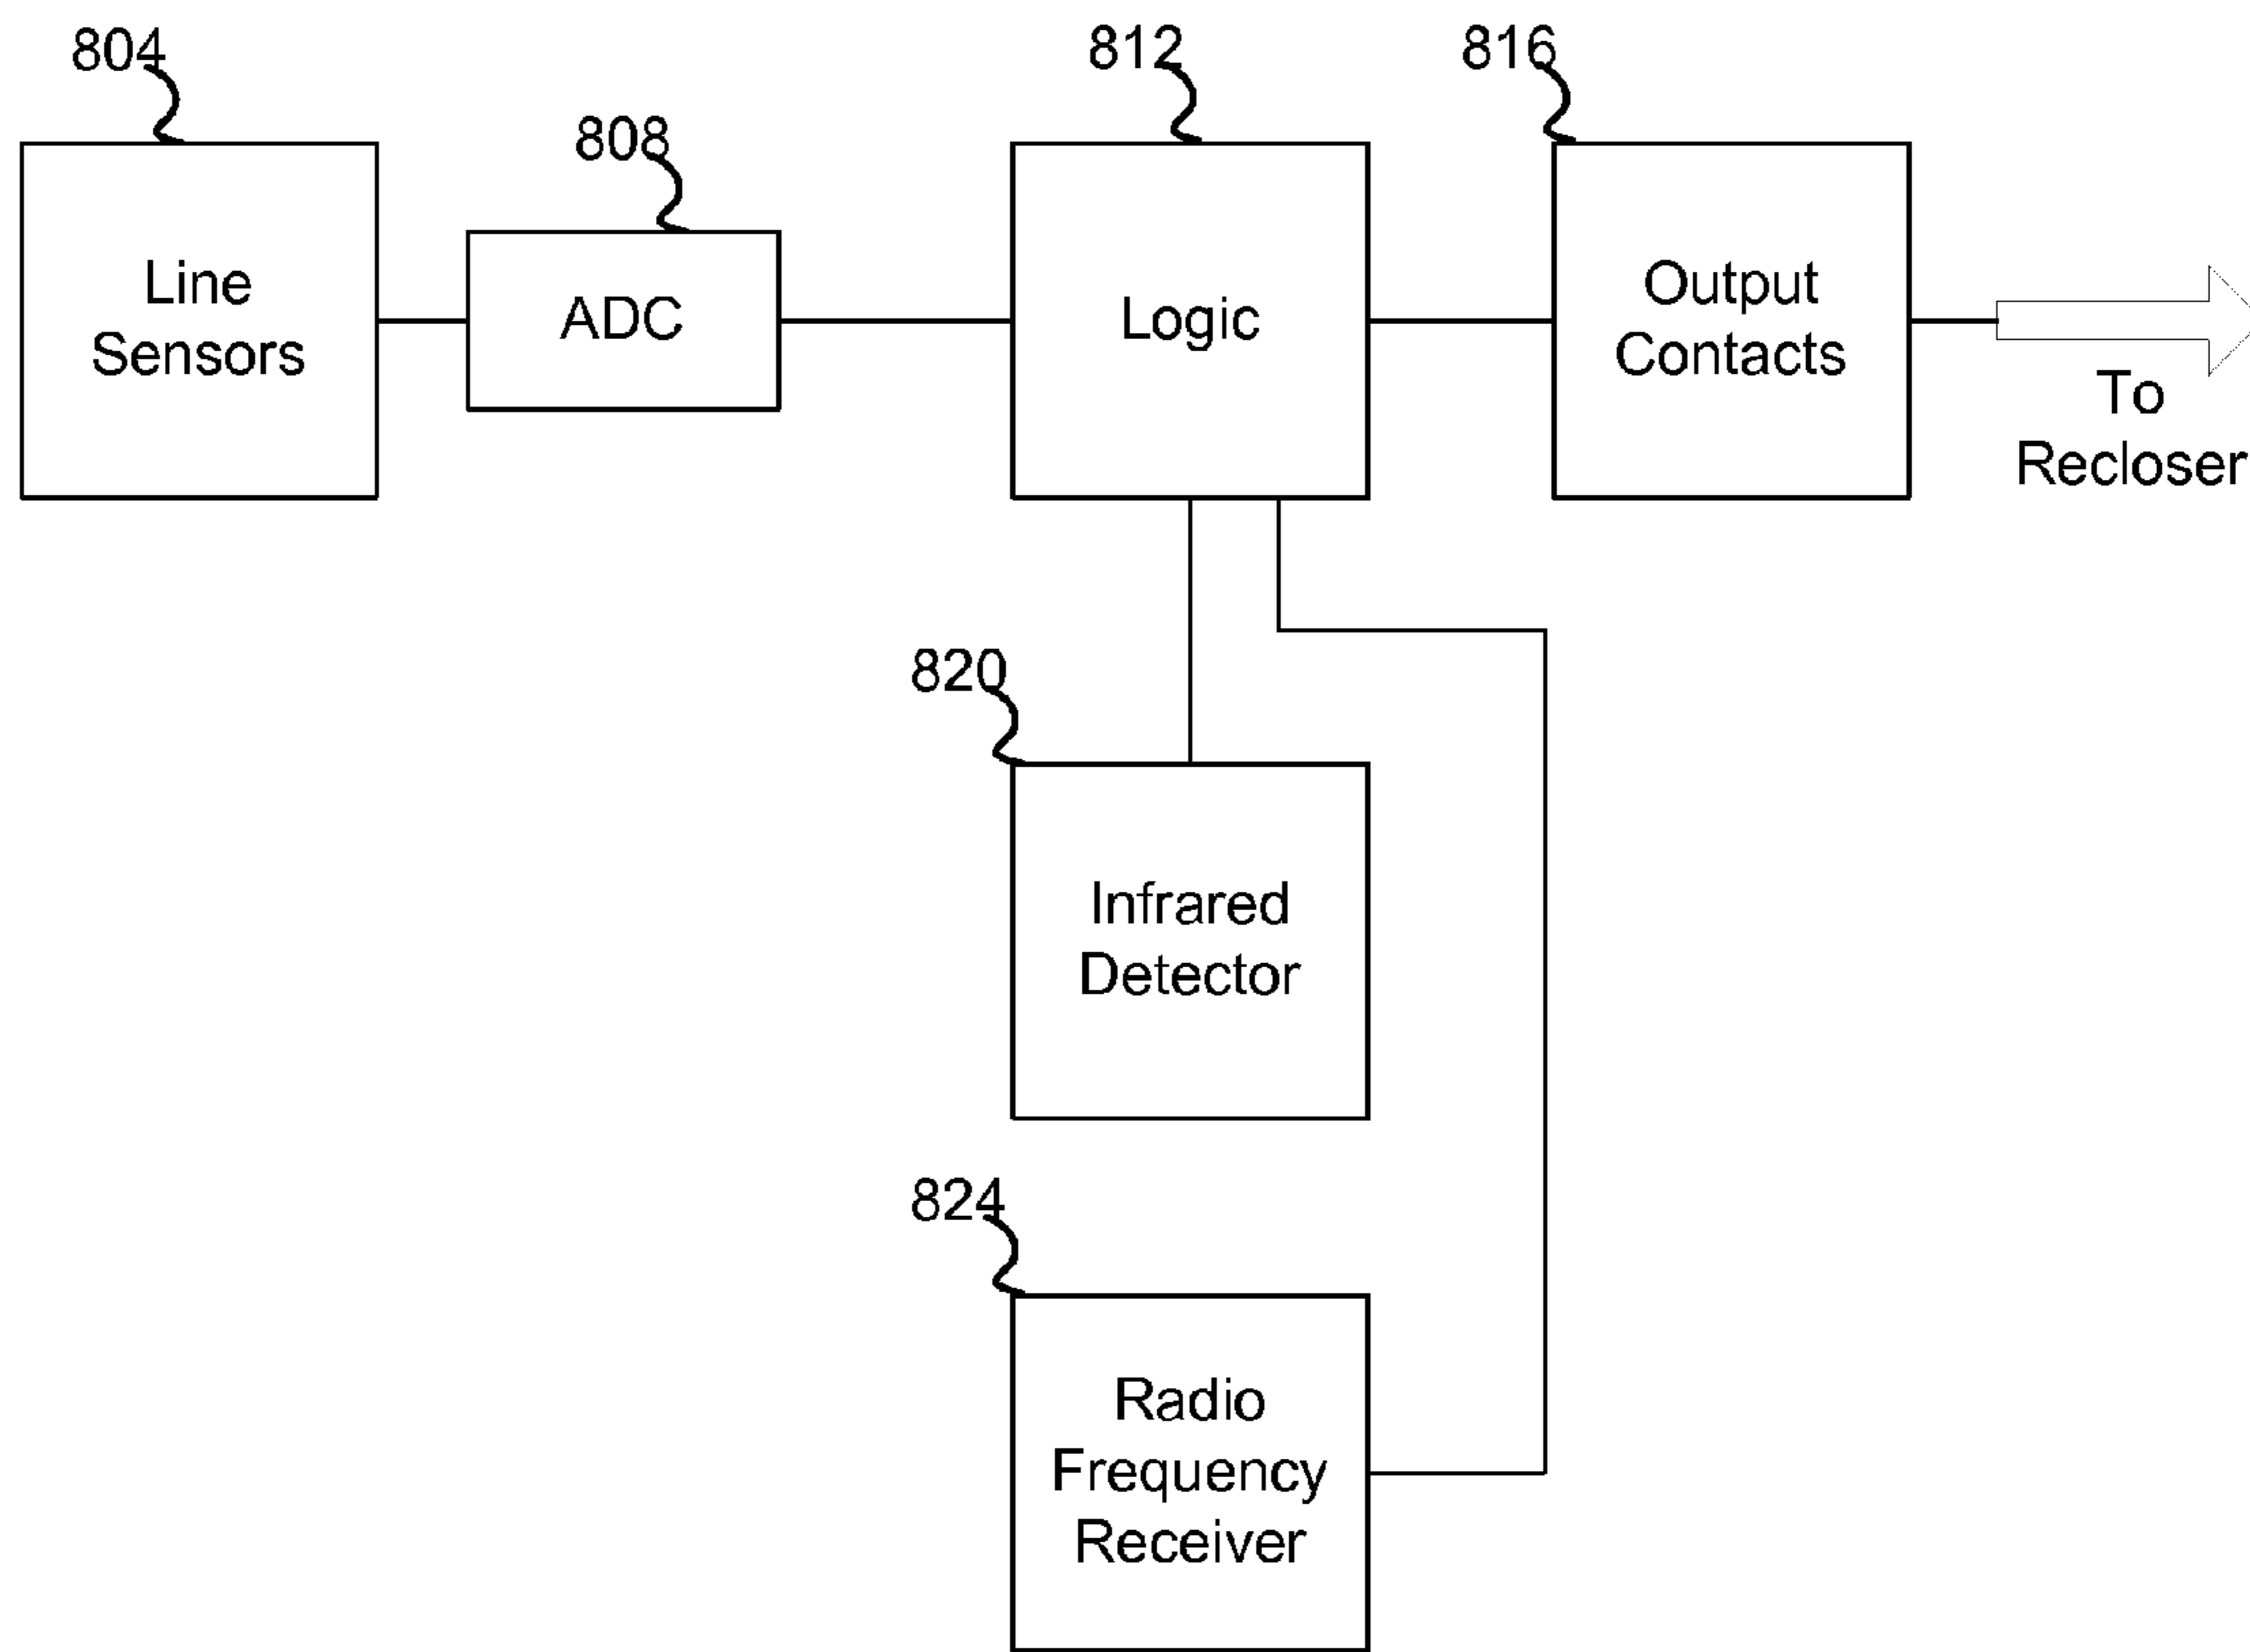 804
812
816
808
Line
Sensors
ADC
Logic
Output
Contacts
To
Recloser
820
Infrared
Detector
824
Radio
Frequency
Receiver